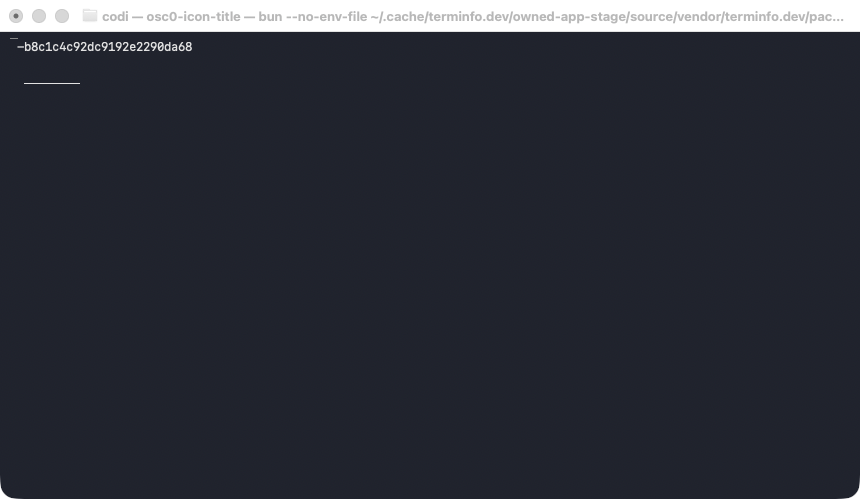 codi — osc0-icon-title — bun --no-env-file ~/.cache/terminfo.dev/owned-app-stage/source/vendor/terminfo.dev/pac...
–b8c1c4c92dc9192e2290da68